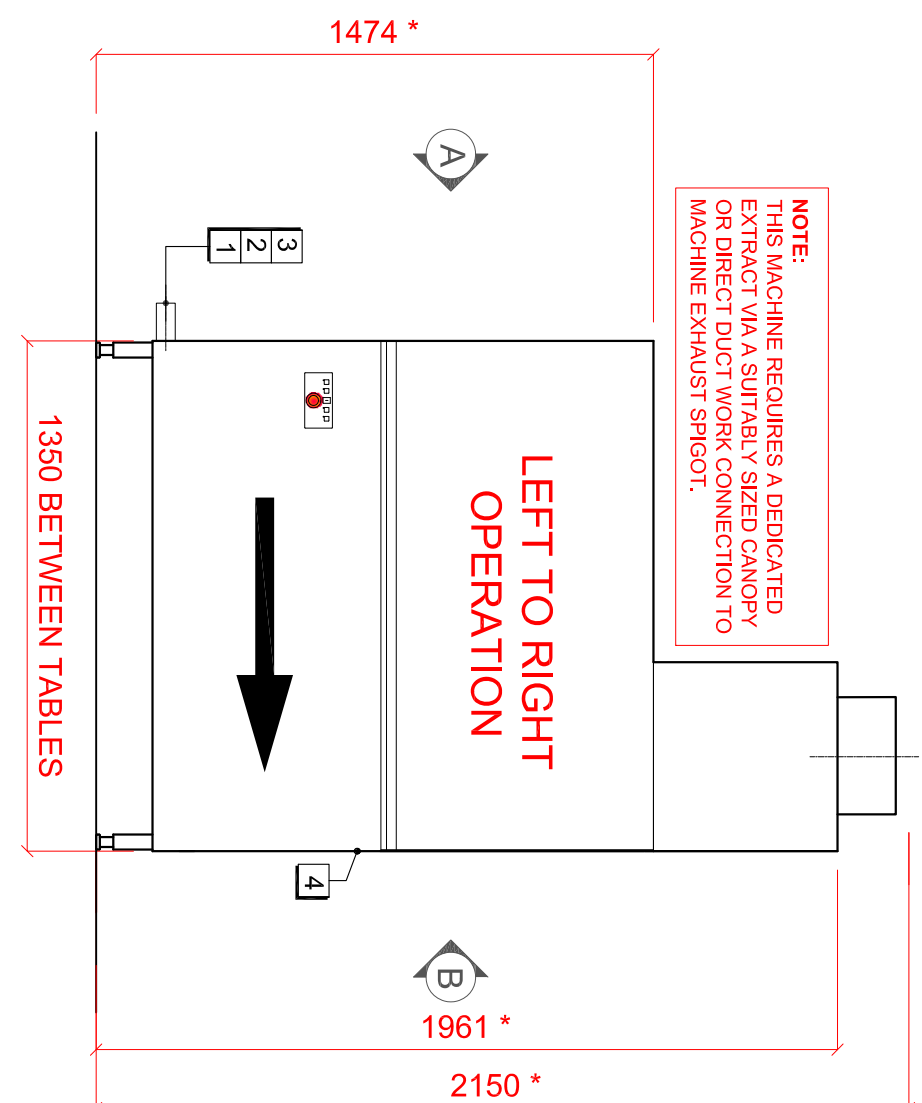 1474 *
A
NOTE:
THIS MACHINE REQUIRES A DEDICATED
EXTRACT VIA A SUITABLY SIZED CANOPY
OR DIRECT DUCT WORK CONNECTION TO
MACHINE EXHAUST SPIGOT.
3
2
1
LEFT TO RIGHT
OPERATION
1350 BETWEEN TABLES
4
B
1961 *
2150 *